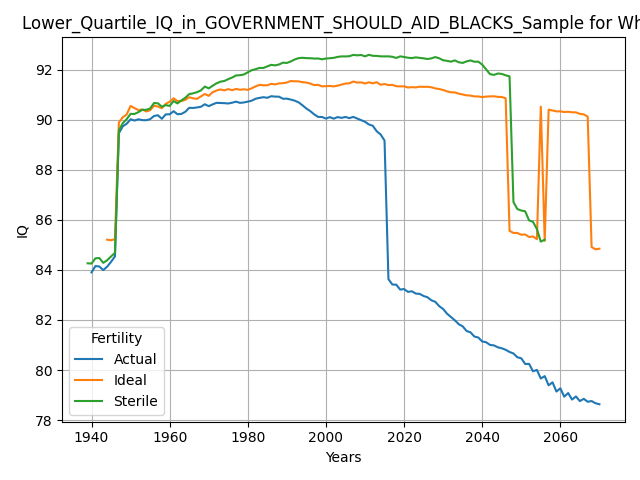 Lower_Quartile_IQ_in_GOVERNMENT_SHOULD_AID_BLACKS_Sample for Wh
92
90
88
86
84
82
80
78
IQ
Fertility
Actual
Ideal
Sterile
1940 1960 1980 2000 2020 2040 2060
Years